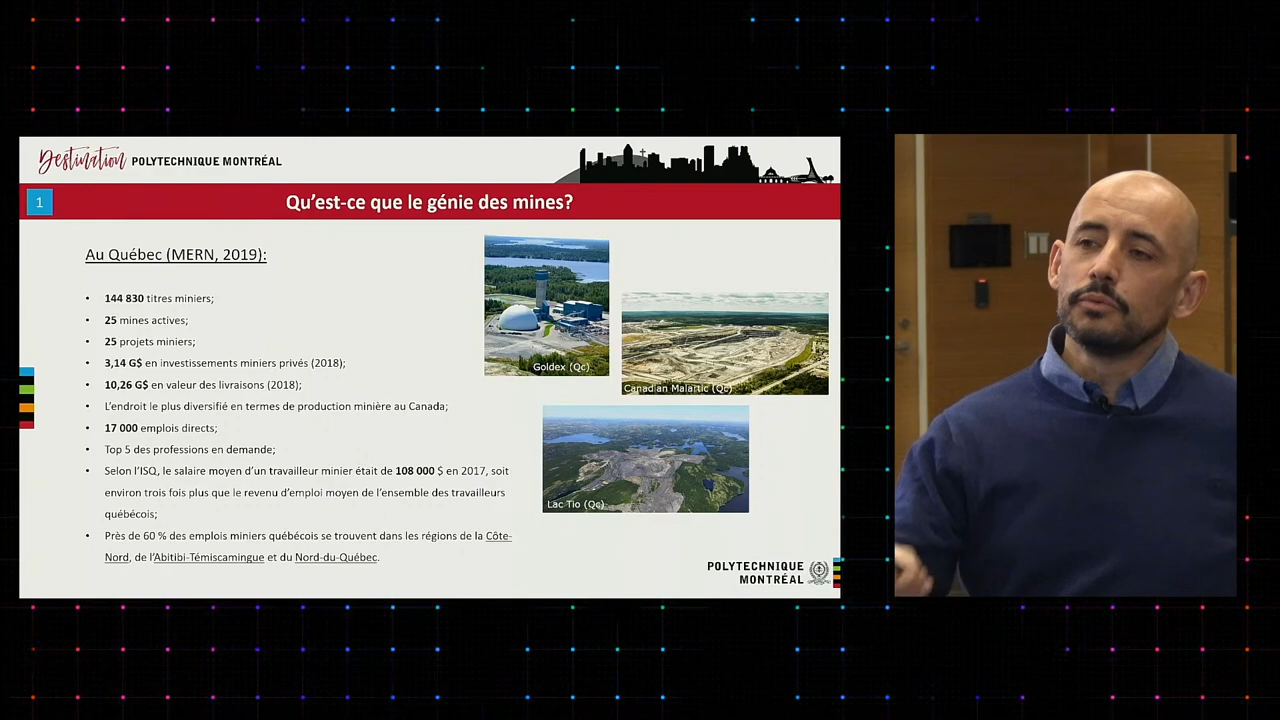 Destination POLYTECHNIQUE MONTRÉAL
1
Qu'est-ce que le génie des mines?
Au Québec (MERN, 2019):
• 144 830 titres miniers;
• 25 mines actives;
• 25 projets miniers;
• 3,14 G$ en investissements miniers privés (2018);
• 10,26 G$ en valeur des livraisons (2018);
• L'endroit le plus diversifié en termes de production minière au Canada;
• 17 000 emplois directs;
• Top 5 des professions en demande;
• Selon l'ISQ, le salaire moyen d'un travailleur minier était de 108 000 $ en 2017, soit
environ trois fois plus que le revenu d'emploi moyen de l'ensemble des travailleurs
québécois;
• Près de 60 % des emplois miniers québécois se trouvent dans les régions de la Côte-
Nord, de l'Abitibi-Témiscamingue et du Nord-du-Québec.
Goldex (Qc)
Canadian Malartic (Qc)
Lac Tio (Qc)
POLYTECHNIQUE
MONTRÉAL